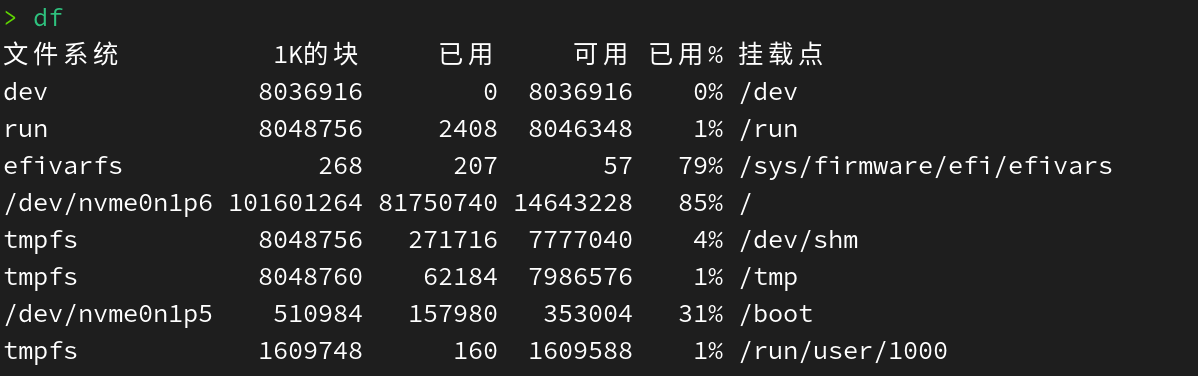 > df
文件系统 1K的块 已用 可用 已用% 挂载点
dev 8036916 0 8036916 0% /dev
run 8048756 2408 8046348 1% /run
efivarfs 268 207 57 79% /sys/firmware/efi/efivars
/dev/nvme0n1p6 101601264 81750740 14643228 85% /
tmpfs 8048756 271716 7777040 4% /dev/shm
tmpfs 8048760 62184 7986576 1% /tmp
/dev/nvme0n1p5 510984 157980 353004 31% /boot
tmpfs 1609748 160 1609588 1% /run/user/1000